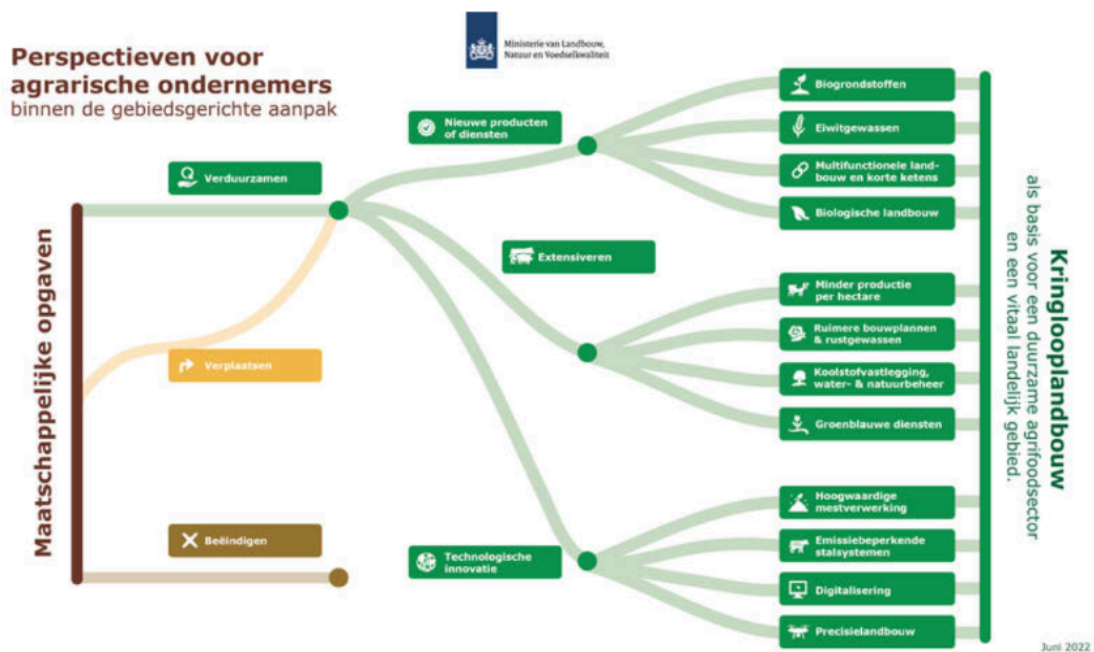 Perspectieven voor
agrarische ondernemers
binnen de gebiedsgerichte aanpak
Ministerie van Landbouw,
Natuur en Voedselkwaliteit
Maatschappelijke opgaven
Verduurzamen
Verplaatsen
Beëindigen
Nieuwe producten
of diensten
Extensiveren
Technologische
innovatie
Biogrondstoffen
Eiwitgewassen
Multifunctionele land-
bouw en korte ketens
Biologische landbouw
Minder productie
per hectare
Ruimere bouwplannen
& rustgewassen
Koolstofvastlegging,
water- & natuurbeheer
Groenblauwe diensten
Hoogwaardige
mestverwerking
Emissiebeperkende
stalsystemen
Digitalisering
Precisielandbouw
Kringlooplandbouw
als basis voor een duurzame agrifoodsector
en een vitaal landelijk gebied.
Juni 2022